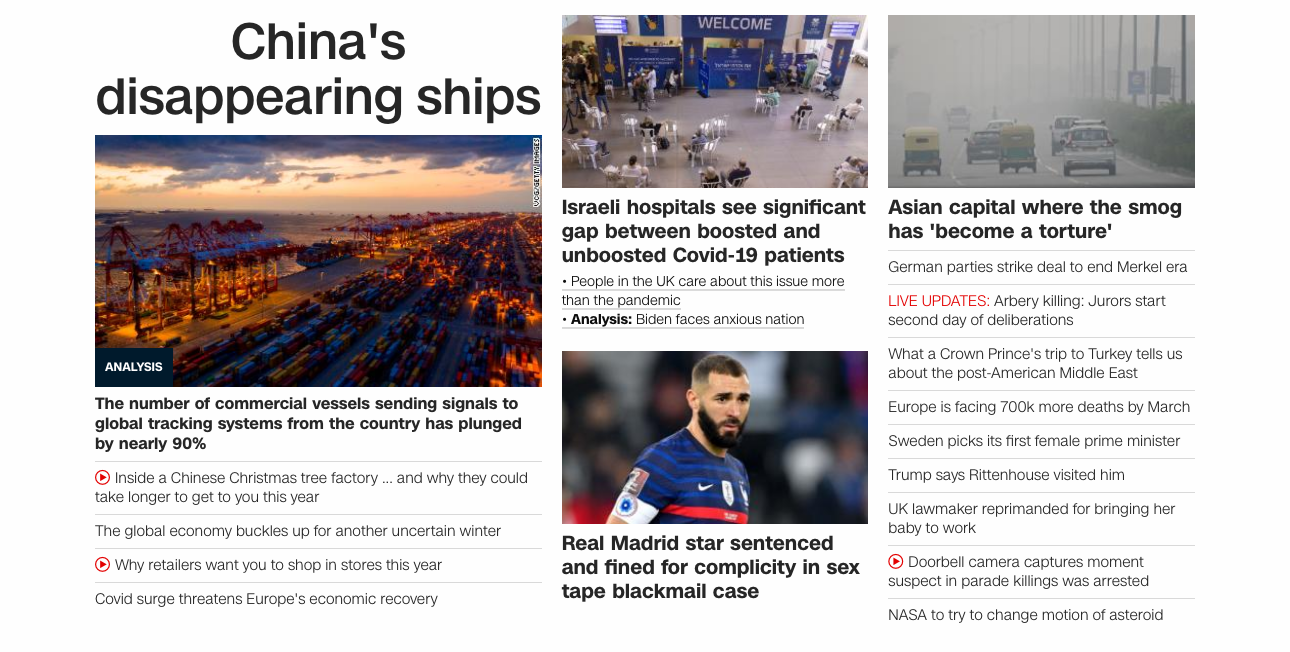 China's
disappearing ships
VCG/GETTY IMAGES
ANALYSIS
The number of commercial vessels sending signals to
global tracking systems from the country has plunged
by nearly 90%
Inside a Chinese Christmas tree factory ... and why they could
take longer to get to you this year
The global economy buckles up for another uncertain winter
Why retailers want you to shop in stores this year
Covid surge threatens Europe's economic recovery
WELCOME
Israeli hospitals see significant
gap between boosted and
unboosted Covid-19 patients
• People in the UK care about this issue more
than the pandemic
• Analysis: Biden faces anxious nation
Real Madrid star sentenced
and fined for complicity in sex
tape blackmail case
Asian capital where the smog
has 'become a torture'
German parties strike deal to end Merkel era
LIVE UPDATES: Arbery killing: Jurors start
second day of deliberations
What a Crown Prince's trip to Turkey tells us
about the post-American Middle East
Europe is facing 700k more deaths by March
Sweden picks its first female prime minister
Trump says Rittenhouse visited him
UK lawmaker reprimanded for bringing her
baby to work
Doorbell camera captures moment
suspect in parade killings was arrested
NASA to try to change motion of asteroid